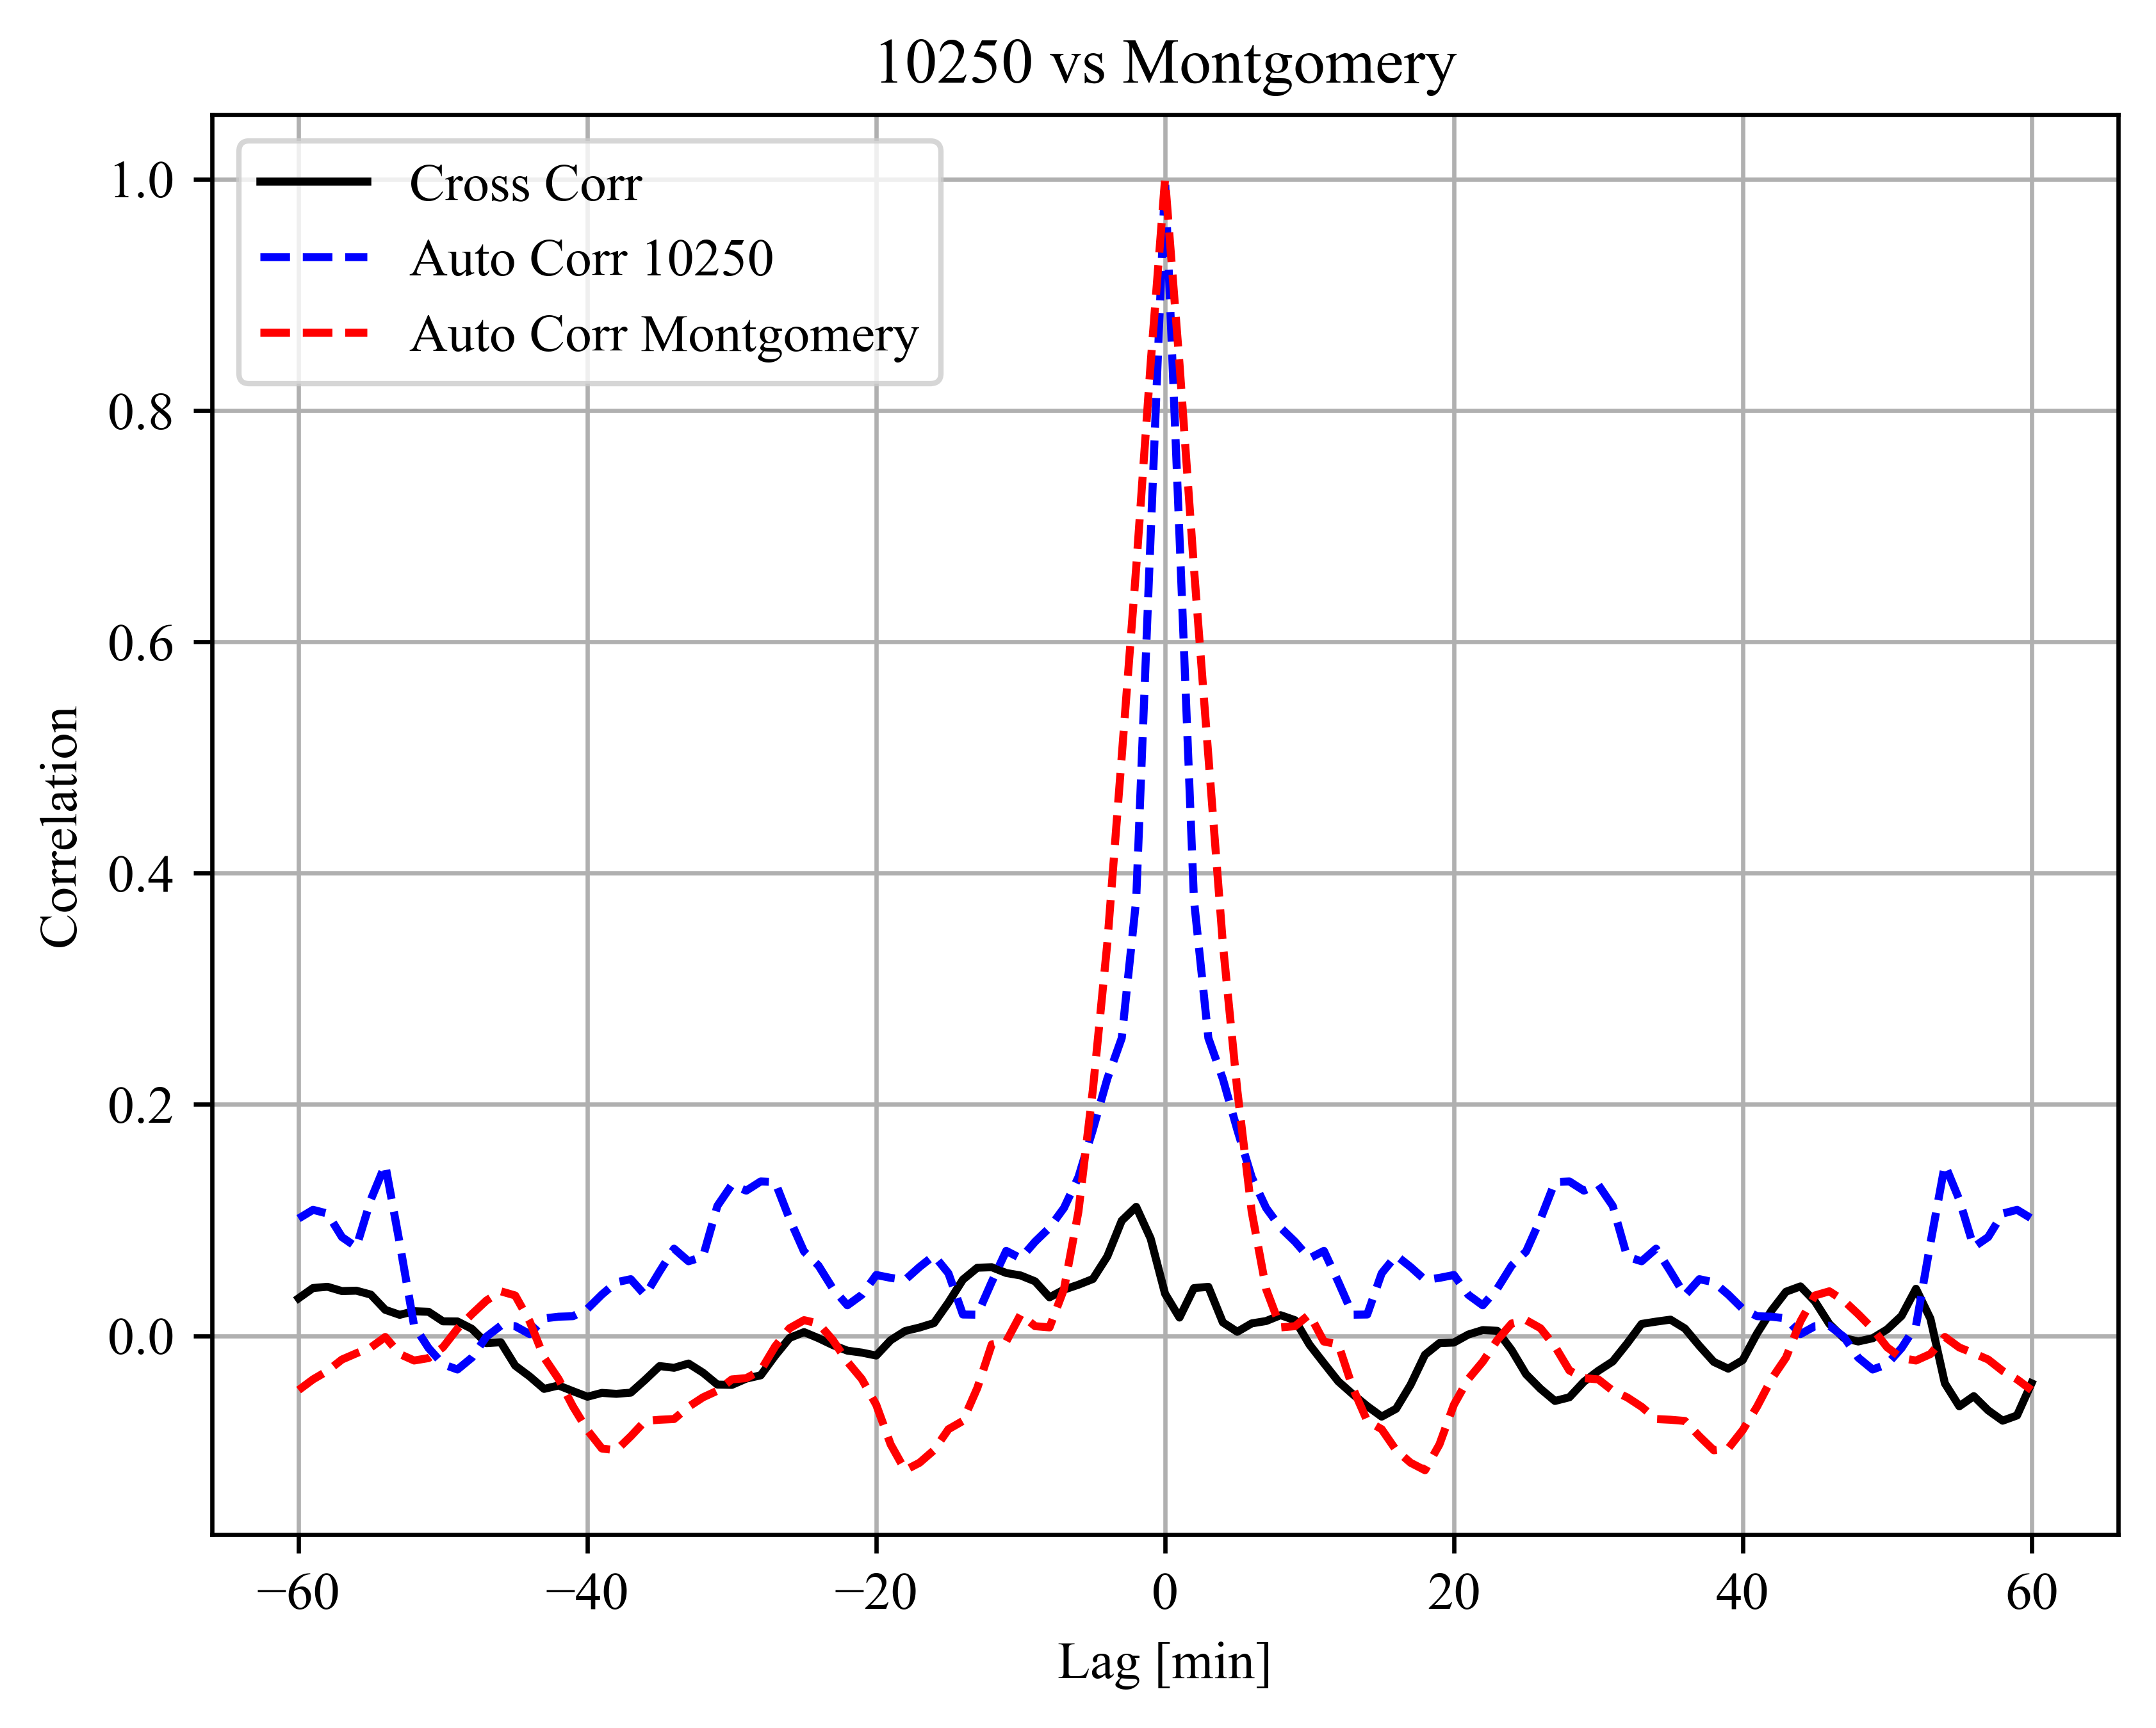 10250 vs Montgomery
Cross Corr
Auto Corr 10250
Auto Corr Montgomery
1.0
0.8
0.6
0.4
0.2
0.0
Correlation
−60 −40 −20 0 20 40 60
Lag [min]